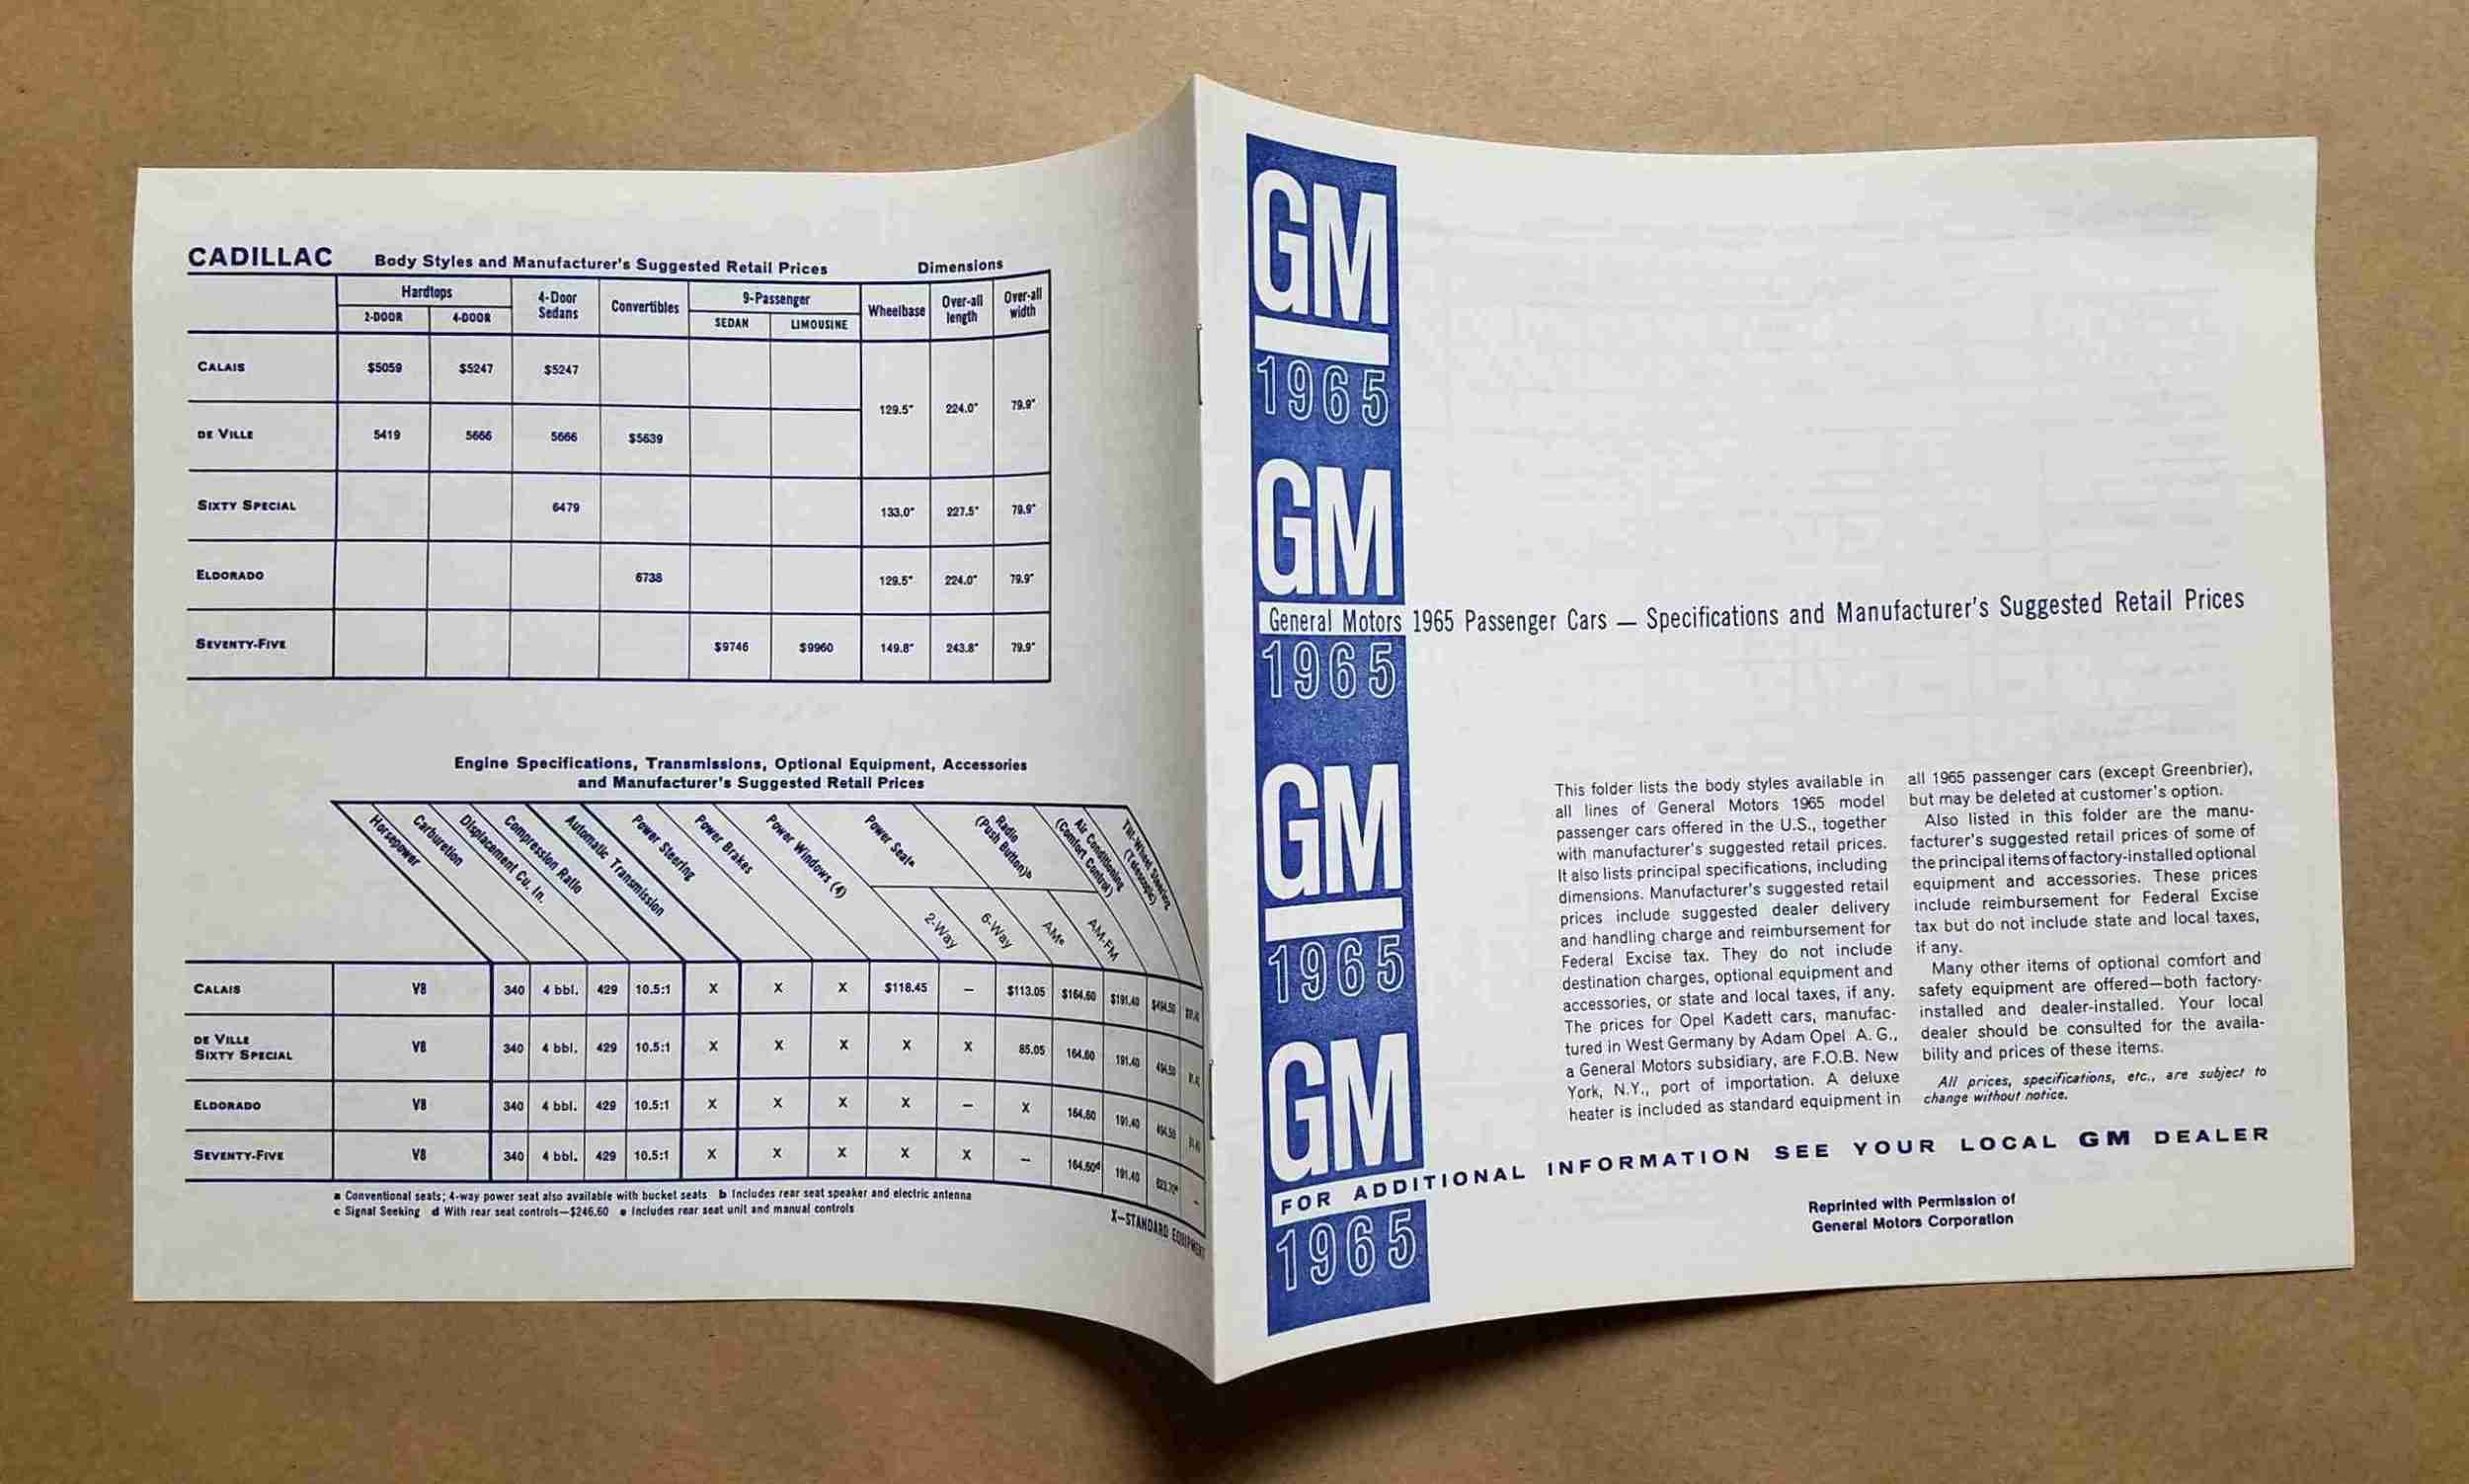 CADILLAC Body Styles and Manufacturer's Suggested Retail Prices Dimensions
Hardtops 4-Door Sedans Convertibles 9-Passenger Wheelbase Over-all length Over-all width
2-DOOR 4-DOOR SEDAN LIMOUSINE
CALAIS $5059 $5247 $5247
129.5" 224.0" 79.9"
DE VILLE 5419 5666 5666 $5639
SIXTY SPECIAL 6479 133.0" 227.5" 79.9"
ELDORADO 6738 129.5" 224.0" 79.9"
SEVENTY-FIVE $9746 $9960 149.8" 243.8" 79.9"
Engine Specifications, Transmissions, Optional Equipment, Accessories
and Manufacturer's Suggested Retail Prices
Horsepower
Carburetion
Displacement Cu. In.
Compression Ratio
Automatic Transmission
Power Steering
Power Brakes
Power Windows (4)
Power Seatª
2-Way
6-Way
Radio
(Push Button)b
AMc
AM-FM
Air Conditioning
(Comfort Control)
Tilt-Wheel Steering
(Telescopic)
CALAIS V8 340 4 bbl. 429 10.5:1 X X X $118.45 — $113.05 $164.60 $191.40 $494.50
DE VILLE
SIXTY SPECIAL V8 340 4 bbl. 429 10.5:1 X X X X X 85.05 164.60 191.40 494.50
ELDORADO V8 340 4 bbl. 429 10.5:1 X X X X — X 164.60 191.40 494.50
SEVENTY-FIVE V8 340 4 bbl. 429 10.5:1 X X X X X — 164.60d 191.40 —
a Conventional seats; 4-way power seat also available with bucket seats b Includes rear seat speaker and electric antenna
c Signal Seeking d With rear seat controls—$246.60 e Includes rear seat unit and manual controls
X—STANDARD EQUIPMENT
GM
1965
GM
General Motors 1965 Passenger Cars — Specifications and Manufacturer's Suggested Retail Prices
1965
GM
1965
GM
This folder lists the body styles available in
all lines of General Motors 1965 model
passenger cars offered in the U.S., together
with manufacturer's suggested retail prices.
It also lists principal specifications, including
dimensions. Manufacturer's suggested retail
prices include suggested dealer delivery
and handling charge and reimbursement for
Federal Excise tax. They do not include
destination charges, optional equipment and
accessories, or state and local taxes, if any.
The prices for Opel Kadett cars, manufac-
tured in West Germany by Adam Opel A.G.,
a General Motors subsidiary, are F.O.B. New
York, N.Y., port of importation. A deluxe
heater is included as standard equipment in
all 1965 passenger cars (except Greenbrier),
but may be deleted at customer's option.
Also listed in this folder are the manu-
facturer's suggested retail prices of some of
the principal items of factory-installed optional
equipment and accessories. These prices
include reimbursement for Federal Excise
tax but do not include state and local taxes,
if any.
Many other items of optional comfort and
safety equipment are offered—both factory-
installed and dealer-installed. Your local
dealer should be consulted for the availa-
bility and prices of these items.
All prices, specifications, etc., are subject to
change without notice.
FOR ADDITIONAL INFORMATION SEE YOUR LOCAL GM DEALER
1965
Reprinted with Permission of
General Motors Corporation